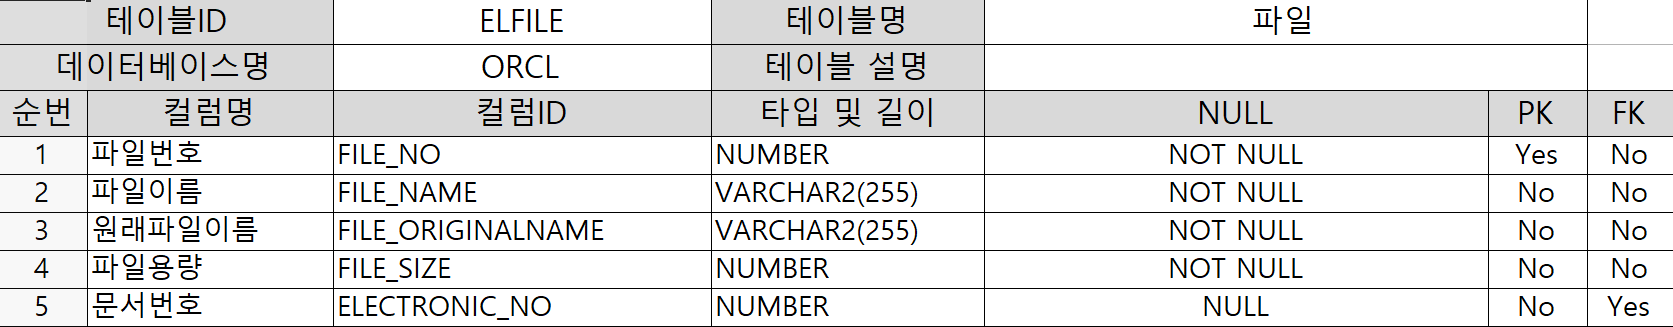 테이블ID ELFILE 테이블명 파일
데이터베이스명 ORCL 테이블 설명
순번 컬럼명 컬럼ID 타입 및 길이 NULL PK FK
1 파일번호 FILE_NO NUMBER NOT NULL Yes No
2 파일이름 FILE_NAME VARCHAR2(255) NOT NULL No No
3 원래파일이름 FILE_ORIGINALNAME VARCHAR2(255) NOT NULL No No
4 파일용량 FILE_SIZE NUMBER NOT NULL No No
5 문서번호 ELECTRONIC_NO NUMBER NULL No Yes